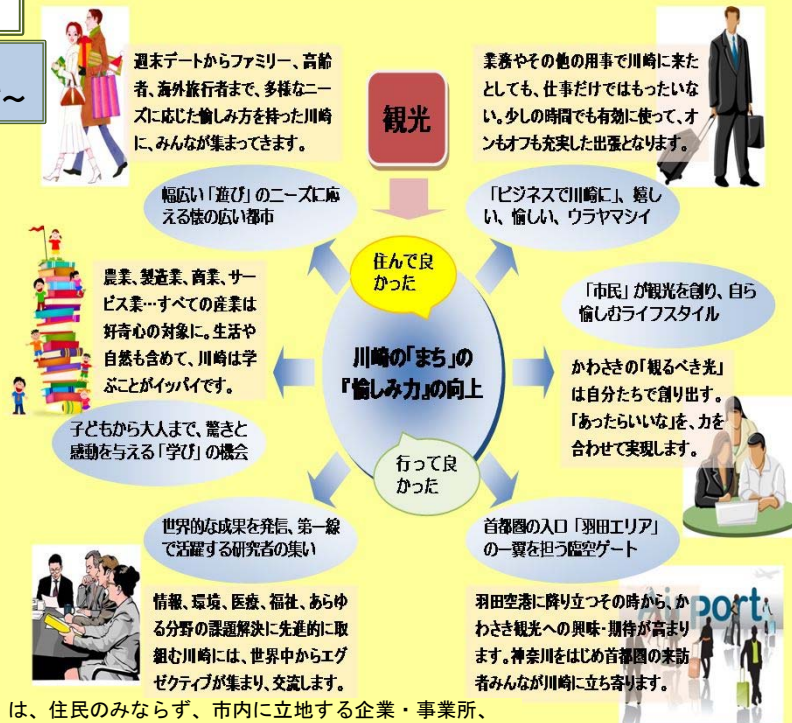 ～
週末デートからファミリー、高齢
者、海外旅行者まで、多様なニー
ズに応じた愉しみ方を持った川崎
に、みんなが集まってきます。
観光
業務やその他の用事で川崎に来た
としても、仕事だけではもったいな
い。少しの時間でも有効に使って、オ
ンもオフも充実した出張となります。
幅広い「遊び」のニーズに応
える懐の広い都市
「ビジネスで川崎に」、嬉し
い、愉しい、ウラヤマシイ
住んで良
かった
農業、製造業、商業、サー
ビス業…すべての産業は
好奇心の対象に。生活や
自然も含めて、川崎は学
ぶことがイッパイです。
川崎の「まち」の
『愉しみ力』の向上
「市民」が観光を創り、自ら
愉しむライフスタイル
かわさきの「観るべき光」
は自分たちで創り出す。
「あったらいいな」を、力を
合わせて実現します。
子どもから大人まで、驚きと
感動を与える「学び」の機会
行って良
かった
世界的な成果を発信、第一線
で活躍する研究者の集い
首都圏の入口「羽田エリア」
の一翼を担う臨空ゲート
情報、環境、医療、福祉、あらゆ
る分野の課題解決に先進的に取
組む川崎には、世界中からエグ
ゼクティブが集まり、交流します。
Airport
羽田空港に降り立つその時から、か
わさき観光への興味・期待が高まり
ます。神奈川をはじめ首都圏の来訪
者みんなが川崎に立ち寄ります。
は、住民のみならず、市内に立地する企業・事業所、